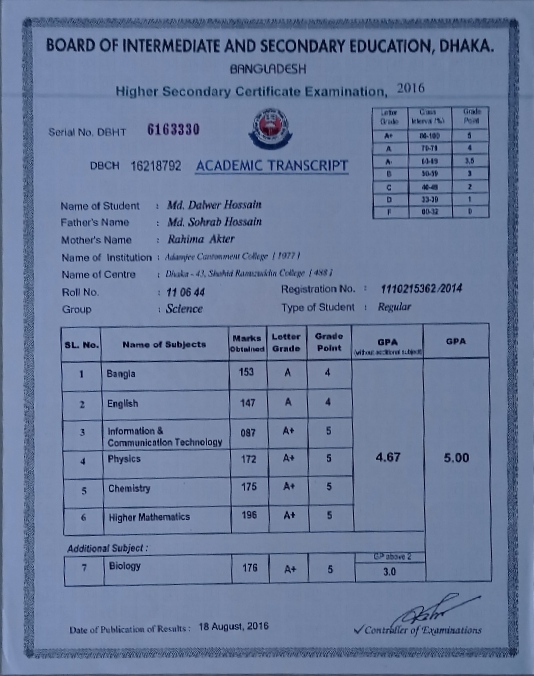 BOARD OF INTERMEDIATE AND SECONDARY EDUCATION, DHAKA.
BANGLADESH
Higher Secondary Certificate Examination, 2016
Serial No. DBHT 6163330
DBCH 16218792 ACADEMIC TRANSCRIPT
Letter Grade Class Interval (%) Grade Point
A+ 80-100 5
A 70-79 4
A- 60-69 3.5
B 50-59 3
C 40-49 2
D 33-39 1
F 00-32 0
Name of Student : Md. Dalwer Hossain
Father's Name : Md. Sohrab Hossain
Mother's Name : Rahima Akter
Name of Institution : Adamjee Cantonment College [ 1077 ]
Name of Centre : Dhaka - 43, Shahid Ramizuddin College [ 488 ]
Roll No. : 11 06 44 Registration No. : 1110215362/2014
Group : Science Type of Student : Regular
SL. No. Name of Subjects Marks Obtained Letter Grade Grade Point GPA (without additional subject) GPA
1 Bangla 153 A 4
2 English 147 A 4
3 Information & Communication Technology 087 A+ 5
4 Physics 172 A+ 5 4.67 5.00
5 Chemistry 175 A+ 5
6 Higher Mathematics 196 A+ 5
Additional Subject :
GP above 2
7 Biology 176 A+ 5 3.0
Date of Publication of Results : 18 August, 2016
Controller of Examinations